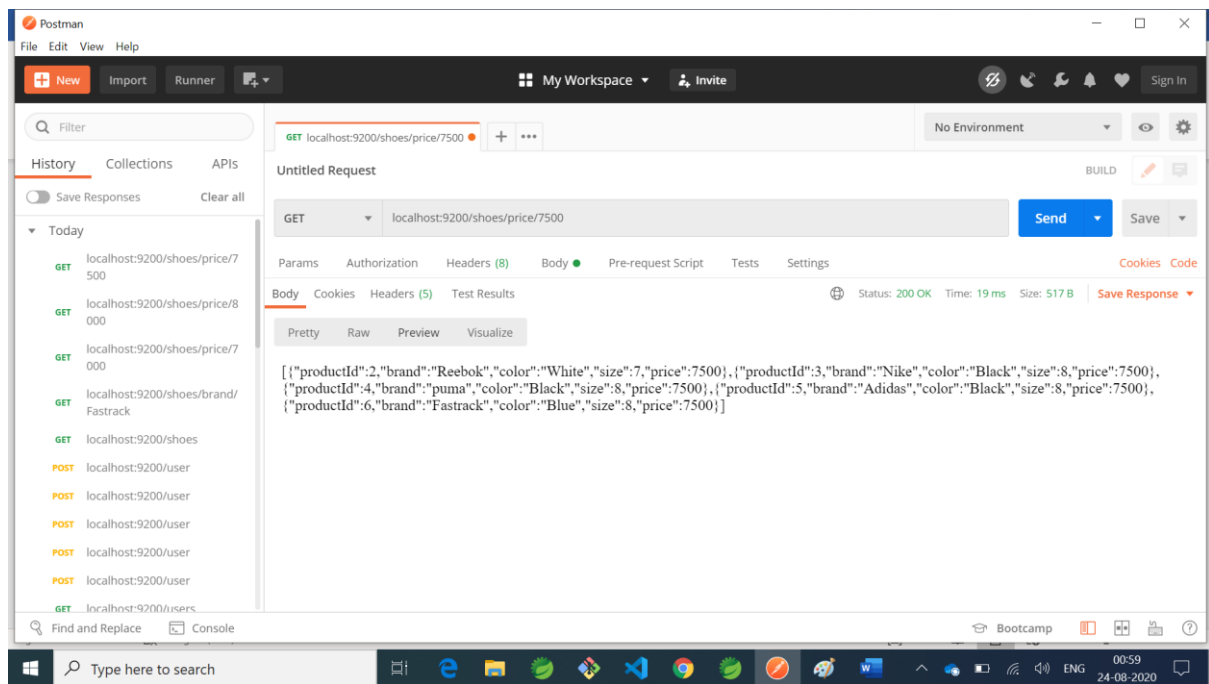 Postman
File Edit View Help
New Import Runner My Workspace Invite Sign In
Filter
History Collections APIs
Save Responses Clear all
Today
GET localhost:9200/shoes/price/7
500
GET localhost:9200/shoes/price/8
000
GET localhost:9200/shoes/price/7
000
GET localhost:9200/shoes/brand/
Fastrack
GET localhost:9200/shoes
POST localhost:9200/user
POST localhost:9200/user
POST localhost:9200/user
POST localhost:9200/user
POST localhost:9200/user
GET localhost:9200/users
GET localhost:9200/shoes/price/7500 + •••
No Environment
Untitled Request BUILD
GET localhost:9200/shoes/price/7500 Send Save
Params Authorization Headers (8) Body Pre-request Script Tests Settings Cookies Code
Body Cookies Headers (5) Test Results Status: 200 OK Time: 19 ms Size: 517 B Save Response
Pretty Raw Preview Visualize
[{"productId":2,"brand":"Reebok","color":"White","size":7,"price":7500},{"productId":3,"brand":"Nike","color":"Black","size":8,"price":7500},
{"productId":4,"brand":"puma","color":"Black","size":8,"price":7500},{"productId":5,"brand":"Adidas","color":"Black","size":8,"price":7500},
{"productId":6,"brand":"Fastrack","color":"Blue","size":8,"price":7500}]
Find and Replace Console Bootcamp
Type here to search ENG 00:59
24-08-2020